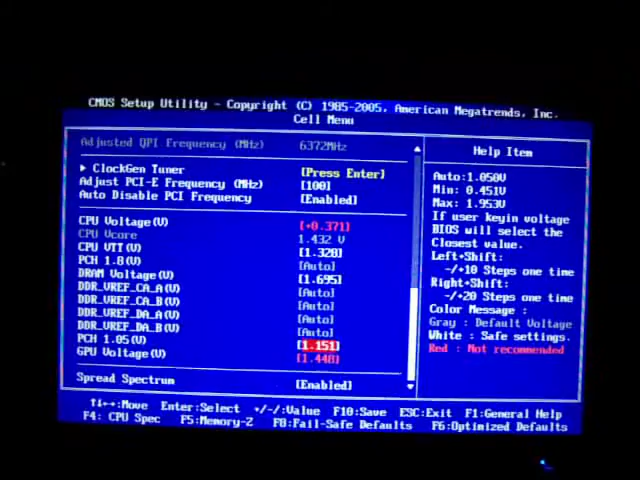 CMOS Setup Utility - Copyright (C) 1985-2005, American Megatrends, Inc.
Cell Menu
Adjusted QPI Frequency (MHz) 6372MHz
ClockGen Tuner [Press Enter]
Adjust PCI-E Frequency (MHz) [100]
Auto Disable PCI Frequency [Enabled]
CPU Voltage(V) [+0.371]
CPU Vcore 1.432 V
CPU VTT(V) [1.328]
PCH 1.8(V) [Auto]
DRAM Voltage(V) [1.695]
DDR_VREF_CA_A(V) [Auto]
DDR_VREF_CA_B(V) [Auto]
DDR_VREF_DA_A(V) [Auto]
DDR_VREF_DA_B(V) [Auto]
PCH 1.05(V) [1.151]
GPU Voltage(V) [1.448]
Spread Spectrum [Enabled]
Help Item
Auto:1.050V
Min: 0.451V
Max: 1.953V
If user keyin voltage
BIOS will select the
Closest value.
Left+Shift:
-/+10 Steps one time
Right+Shift:
-/+20 Steps one time
Color Message :
Gray : Default Voltage
White : Safe settings.
Red : Not recommended
↑↓←→:Move Enter:Select +/-/:Value F10:Save ESC:Exit F1:General Help
F4: CPU Spec F5:Memory-Z F8:Fail-Safe Defaults F6:Optimized Defaults